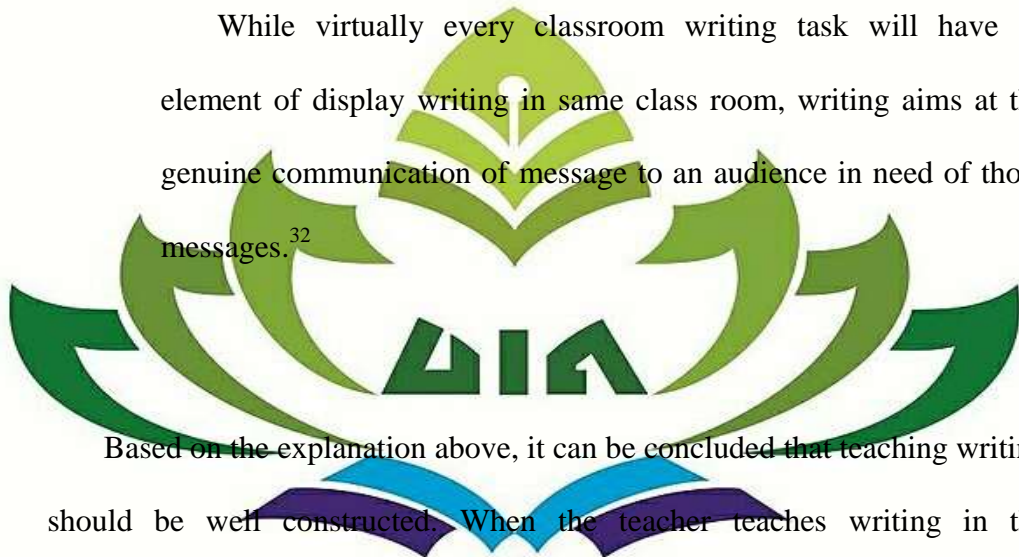 While virtually every classroom writing task will have
element of display writing in same class room, writing aims at
genuine communication of message to an audience in need of
messages.32
UIN
Based on the explanation above, it can be concluded that teaching
should be well constructed. When the teacher teaches writing in